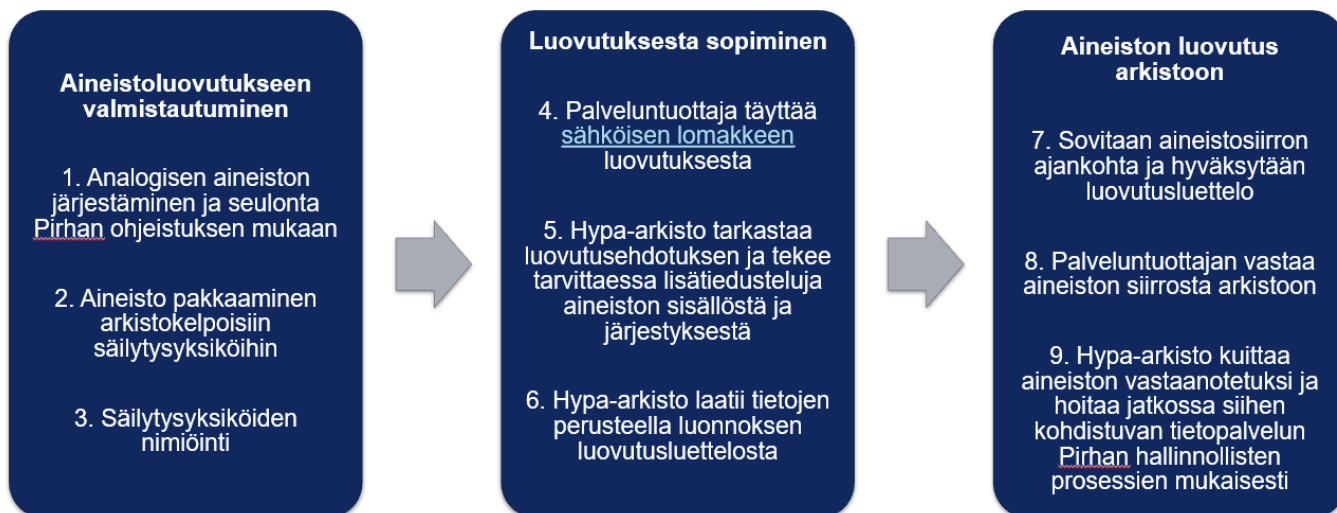 Aineistoluovutukseen
valmistautuminen
1. Analogisen aineiston
järjestäminen ja seulonta
Pirhan ohjeistuksen mukaan
2. Aineisto pakkaaminen
arkistokelpoisiin
säilytysyksiköihin
3. Säilytysyksiköiden
nimiöinti
Luovutuksesta sopiminen
4. Palveluntuottaja täyttää
sähköisen lomakkeen
luovutuksesta
5. Hypa-arkisto tarkastaa
luovutusehdotuksen ja tekee
tarvittaessa lisätiedusteluja
aineiston sisällöstä ja
järjestyksestä
6. Hypa-arkisto laatii tietojen
perusteella luonnoksen
luovutusluettelosta
Aineiston luovutus
arkistoon
7. Sovitaan aineistosiirron
ajankohta ja hyväksytään
luovutusluettelo
8. Palveluntuottajan vastaa
aineiston siirrosta arkistoon
9. Hypa-arkisto kuittaa
aineiston vastaanotetuksi ja
hoitaa jatkossa siihen
kohdistuvan tietopalvelun
Pirhan hallinnollisten
prosessien mukaisesti